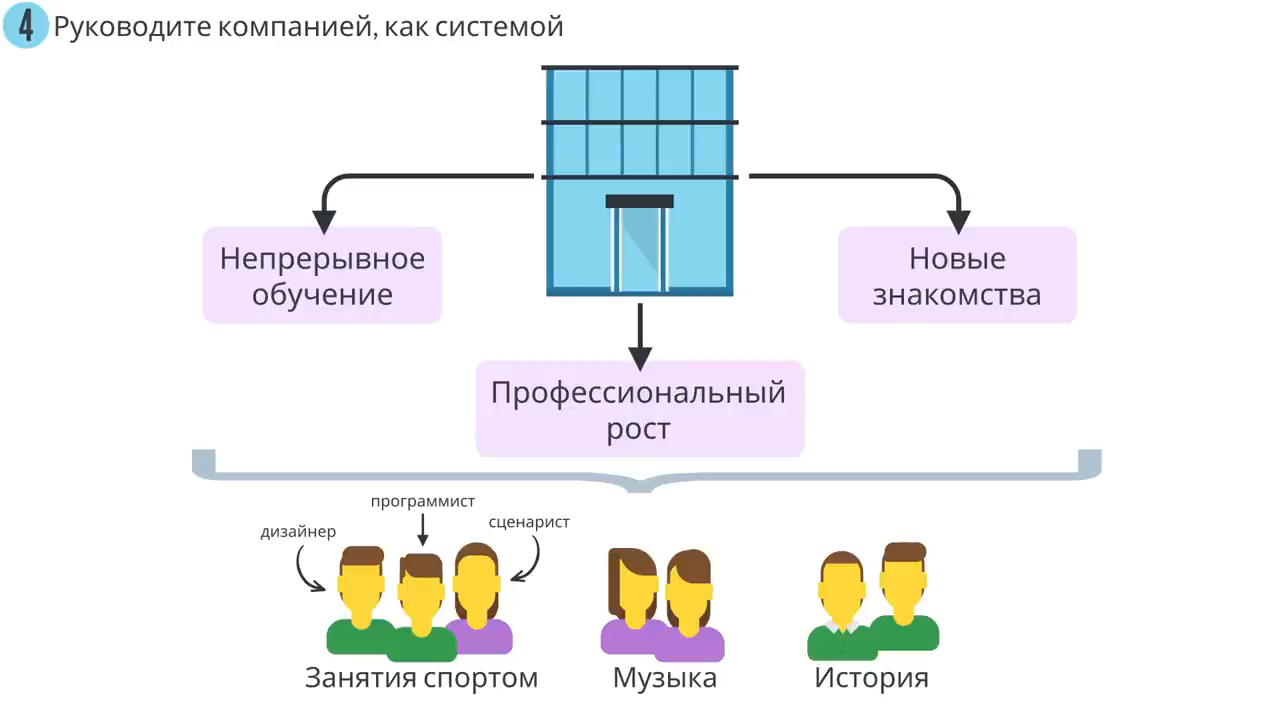 4 Руководите компанией, как системой
Непрерывное
обучение
Новые
знакомства
Профессиональный
рост
программист
дизайнер
сценарист
Занятия спортом
Музыка
История